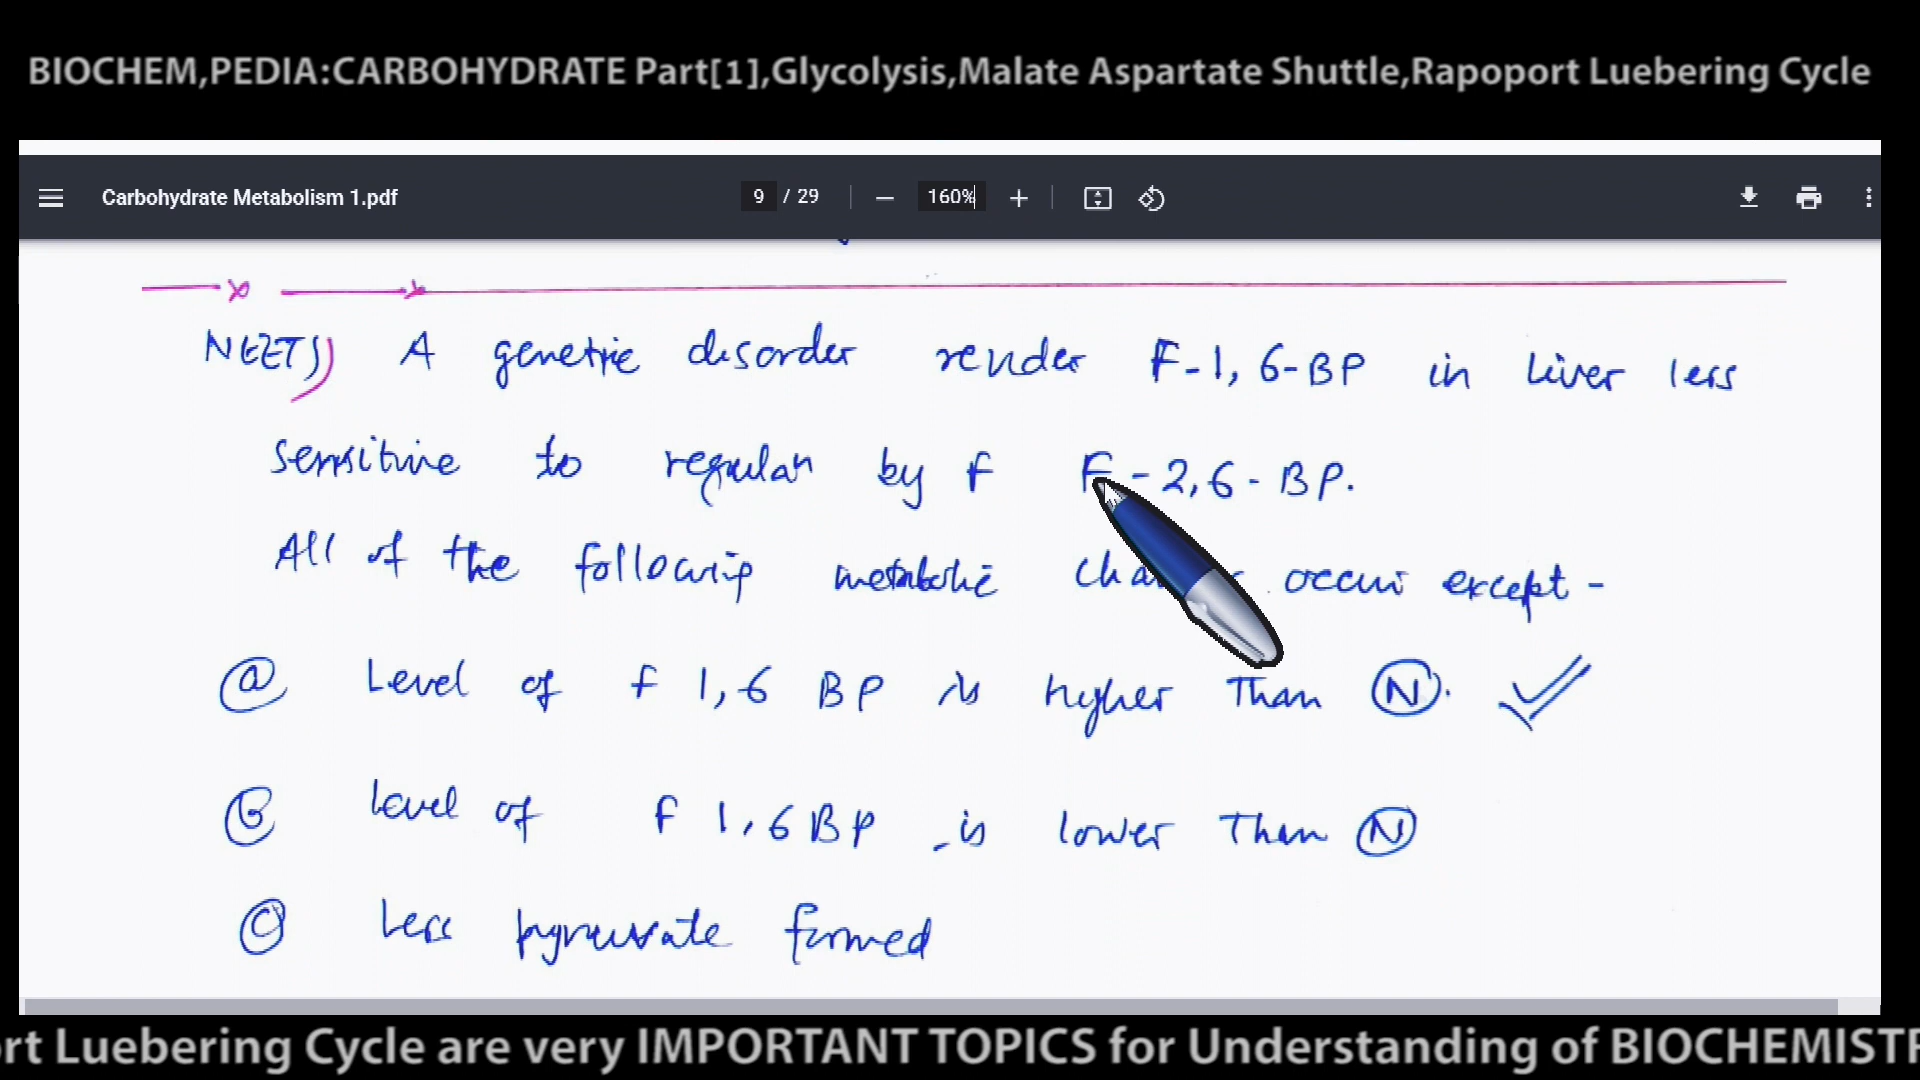 BIOCHEM,PEDIA:CARBOHYDRATE Part[1],Glycolysis,Malate Aspartate Shuttle,Rapoport Luebering Cycle
Carbohydrate Metabolism 1.pdf 9 / 29 160%
NEET) A genetic disorder render F-1, 6-BP in liver less
sensitive to regulan by f F-2,6-BP.
All of the following metabolic occur except -
(a) Level of f 1,6 BP is higher Than (N).
(B) level of f 1,6 BP is lower Than (N)
(C) Less pyruvate formed
rt Luebering Cycle are very IMPORTANT TOPICS for Understanding of BIOCHEMISTR